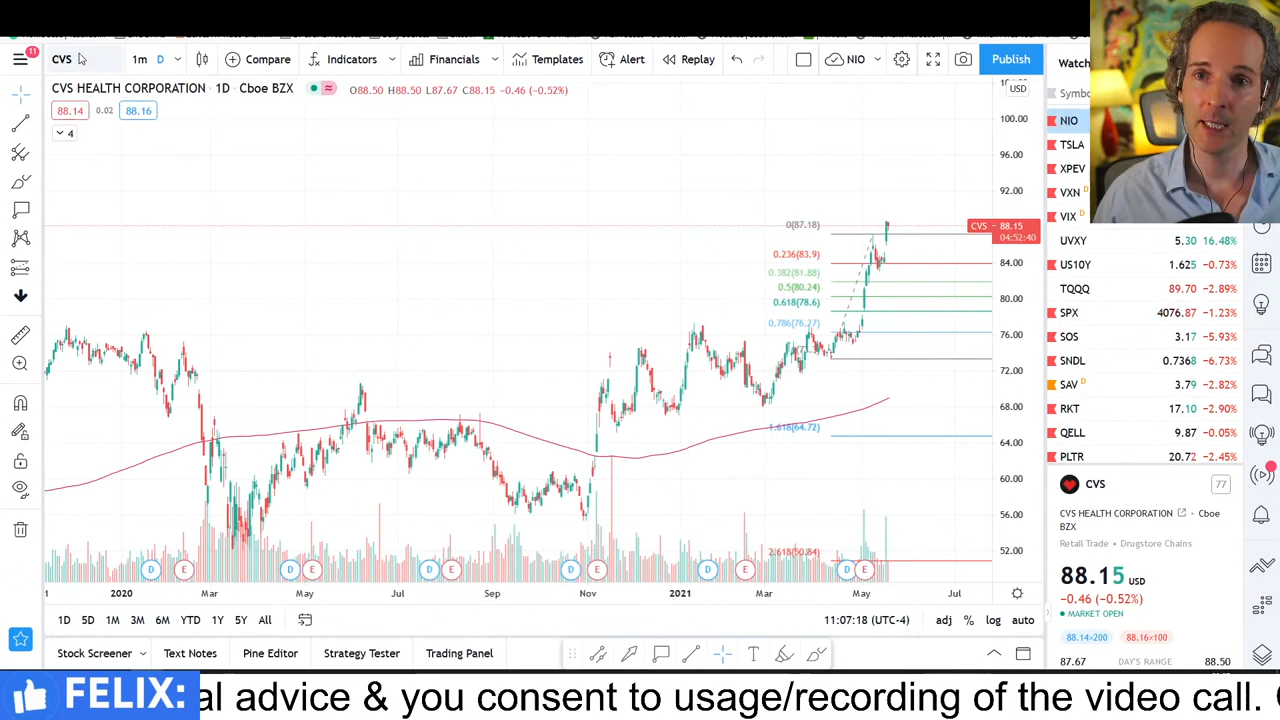 11
CVS
1m
D
Compare
Indicators
Financials
Templates
Alert
Replay
NIO
Publish
CVS HEALTH CORPORATION · 1D · Cboe BZX
O88.50 H88.50 L87.67 C88.15 −0.46 (−0.52%)
88.14 0.02 88.16
4
USD
100.00
96.00
92.00
CVS 88.15
04:52:40
84.00
80.00
76.00
72.00
68.00
64.00
60.00
56.00
52.00
0(87.18)
0.236(83.9)
0.382(81.88)
0.5(80.24)
0.618(78.6)
0.786(76.27)
1.618(64.72)
2.618(50.84)
D E D E D E D E D E D E
2020 Mar May Jul Sep Nov 2021 Mar May Jul
1D 5D 1M 3M 6M YTD 1Y 5Y All
11:07:18 (UTC-4) adj % log auto
Stock Screener Text Notes Pine Editor Strategy Tester Trading Panel
Watch
Symbo
NIO
TSLA
XPEV
VXN D
VIX D
UVXY 5.30 16.48%
US10Y 1.625 −0.73%
TQQQ 89.70 −2.89%
SPX 4076.87 −1.23%
SOS 3.17 −5.93%
SNDL 0.7368 −6.73%
SAV D 3.79 −2.82%
RKT 17.10 −2.90%
QELL 9.87 −0.05%
PLTR 20.72 −2.45%
CVS 77
CVS HEALTH CORPORATION · Cboe
BZX
Retail Trade • Drugstore Chains
88.15 USD
−0.46 (−0.52%)
MARKET OPEN
88.14×200 88.16×100
87.67 DAY'S RANGE 88.50
FELIX:
al advice & you consent to usage/recording of the video call.